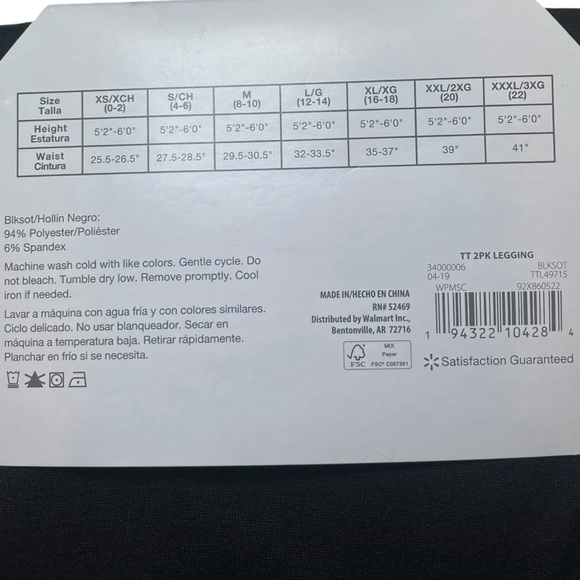 Size Talla XS/XCH (0-2) S/CH (4-6) M (8-10) L/G (12-14) XL/XG (16-18) XXL/2XG (20) XXXL/3XG (22)
Height Estatura 5'2"-6'0" 5'2"-6'0" 5'2"-6'0" 5'2"-6'0" 5'2"-6'0" 5'2"-6'0" 5'2"-6'0"
Waist Cintura 25.5-26.5" 27.5-28.5" 29.5-30.5" 32-33.5" 35-37" 39" 41"
Blksot/Hollín Negro:
94% Polyester/Poliéster
6% Spandex
Machine wash cold with like colors. Gentle cycle. Do
not bleach. Tumble dry low. Remove promptly. Cool
iron if needed.
Lavar a máquina con agua fría y con colores similares.
Ciclo delicado. No usar blanqueador. Secar en
máquina a temperatura baja. Retirar rápidamente.
Planchar en frío si se necesita.
MADE IN/HECHO EN CHINA
RN# 52469
Distributed by Walmart Inc.,
Bentonville, AR 72716
FSC
MIX
Paper
FSC® C057361
TT 2PK LEGGING
34000006 BLKSOT
04-19 TTL49715
WPMSC 92X860522
1 94322 10428 4
Satisfaction Guaranteed